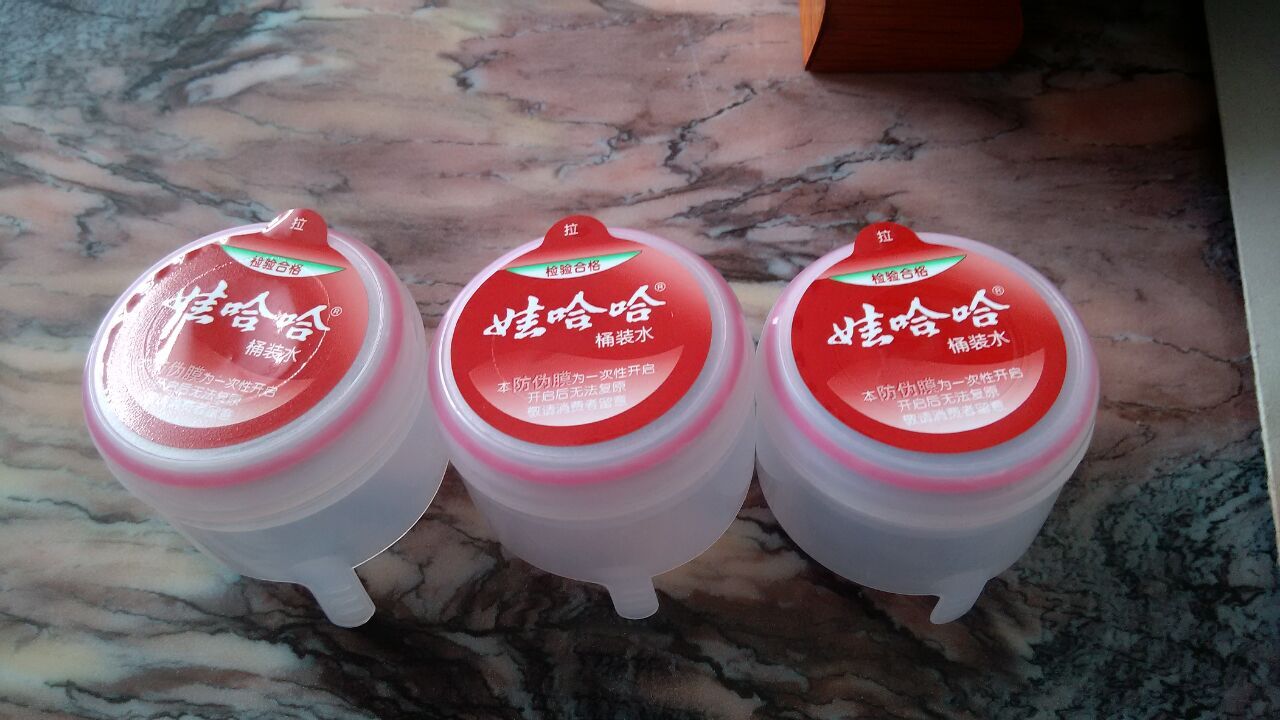 拉
检验合格
娃哈哈®
桶装水
防伪膜为一次性开启
启后无法复原
拉
检验合格
娃哈哈®
桶装水
本防伪膜为一次性开启
开启后无法复原
敬请消费者留意
拉
检验合格
娃哈哈®
桶装水
本防伪膜为一次性开启
开启后无法复原
敬请消费者留意